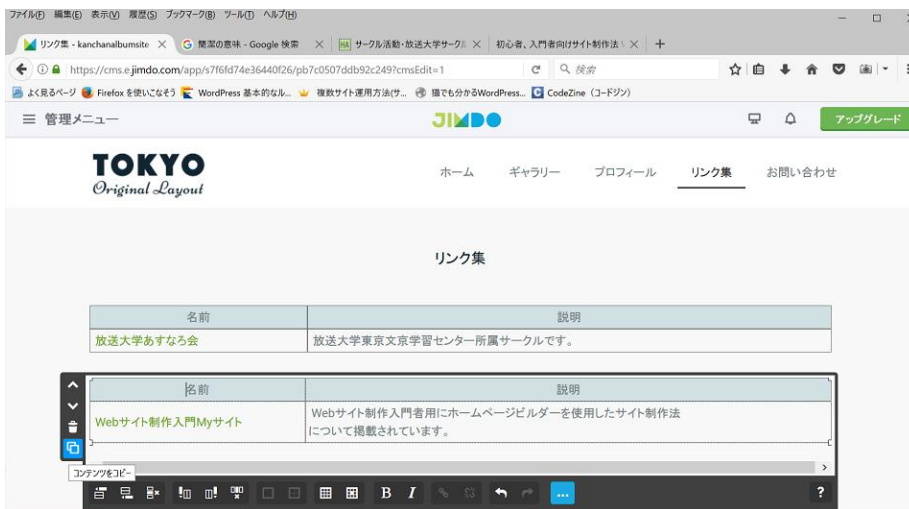 ファイル(F) 編集(E) 表示(V) 履歴(S) ブックマーク(B) ツール(T) ヘルプ(H)
リンク集 - kanchanalbumsite × 簡潔の意味 - Google 検索 × サークル活動・放送大学サーク × 初心者、入門者向けサイト制作法 × +
https://cms.e.jimdo.com/app/s7f6fd74e36440f26/pb7c0507ddb92c249?cmsEdit=1 検索
よく見るページ Firefox を使いこなそう WordPress 基本的なル... 複数サイト運用方法(サ... 猫でも分かるWordPress... CodeZine（コードジン）
管理メニュー JIMDO アップグレード
TOKYO
Original Layout
ホーム ギャラリー プロフィール リンク集 お問い合わせ
リンク集
名前 説明
放送大学あすなろ会 放送大学東京文京学習センター所属サークルです。
名前 説明
Webサイト制作入門Myサイト Webサイト制作入門者用にホームページビルダーを使用したサイト制作法
について掲載されています。
コンテンツをコピー
B I ... ?